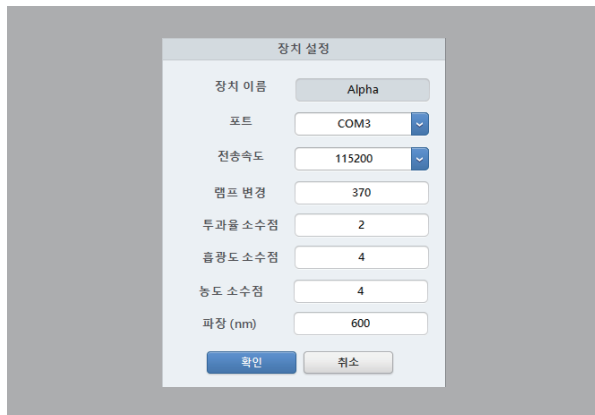 장치 설정
장치 이름 Alpha
포트 COM3
전송속도 115200
램프 변경 370
투과율 소수점 2
흡광도 소수점 4
농도 소수점 4
파장 (nm) 600
확인 취소